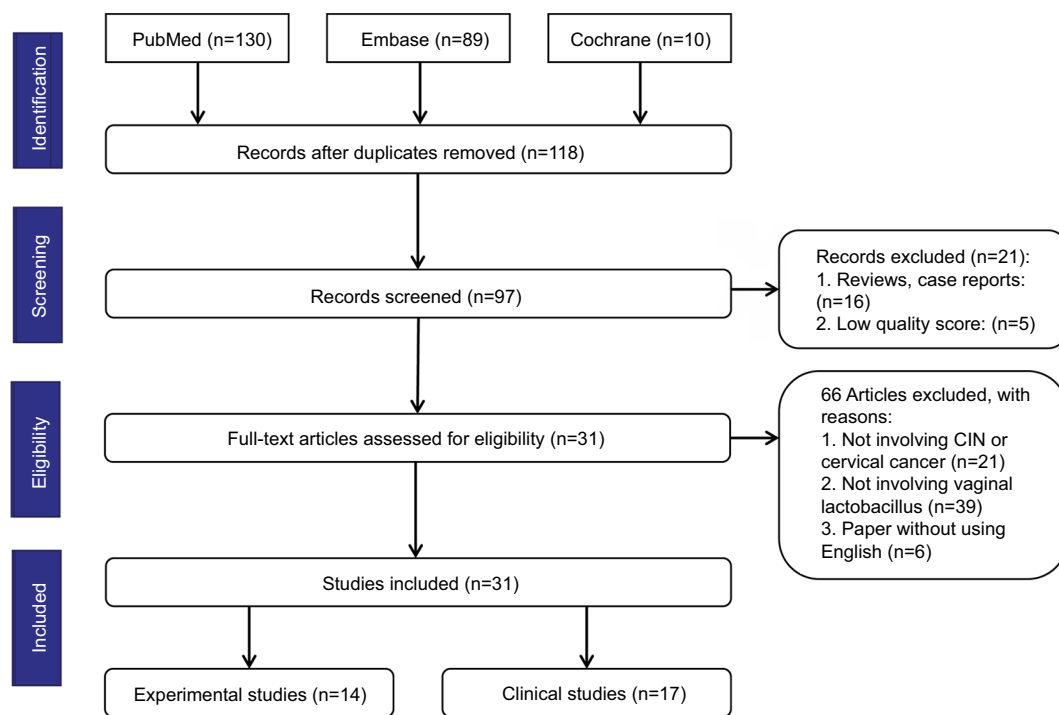 Identification
PubMed (n=130)
Embase (n=89)
Cochrane (n=10)
Records after duplicates removed (n=118)
Screening
Records screened (n=97)
Records excluded (n=21):
1. Reviews, case reports:
(n=16)
2. Low quality score: (n=5)
Eligibility
Full-text articles assessed for eligibility (n=31)
66 Articles excluded, with
reasons:
1. Not involving CIN or
cervical cancer (n=21)
2. Not involving vaginal
lactobacillus (n=39)
3. Paper without using
English (n=6)
Included
Studies included (n=31)
Experimental studies (n=14)
Clinical studies (n=17)